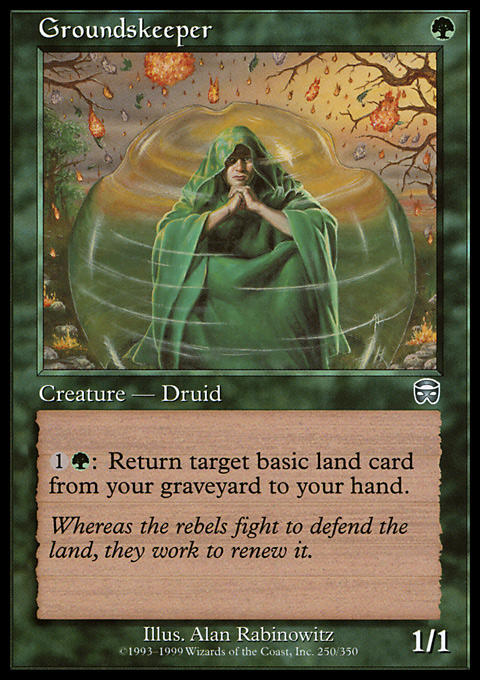 Groundskeeper
Creature — Druid
1 : Return target basic land card
from your graveyard to your hand.
Whereas the rebels fight to defend the
land, they work to renew it.
Illus. Alan Rabinowitz
©1993–1999 Wizards of the Coast, Inc. 250/350
1/1